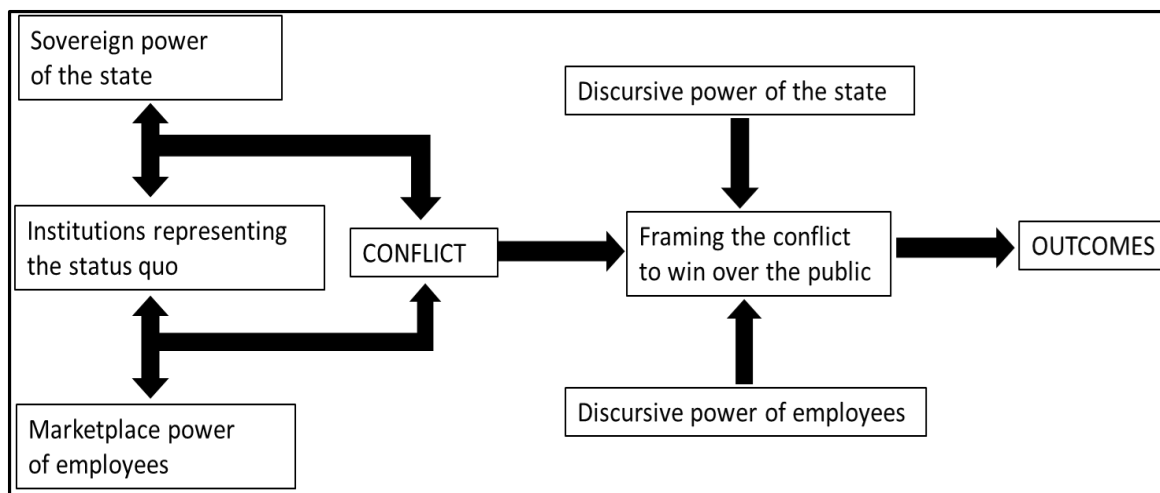 Sovereign power
of the state
Discursive power of the state
Institutions representing
the status quo
CONFLICT
Framing the conflict
to win over the public
OUTCOMES
Marketplace power
of employees
Discursive power of employees